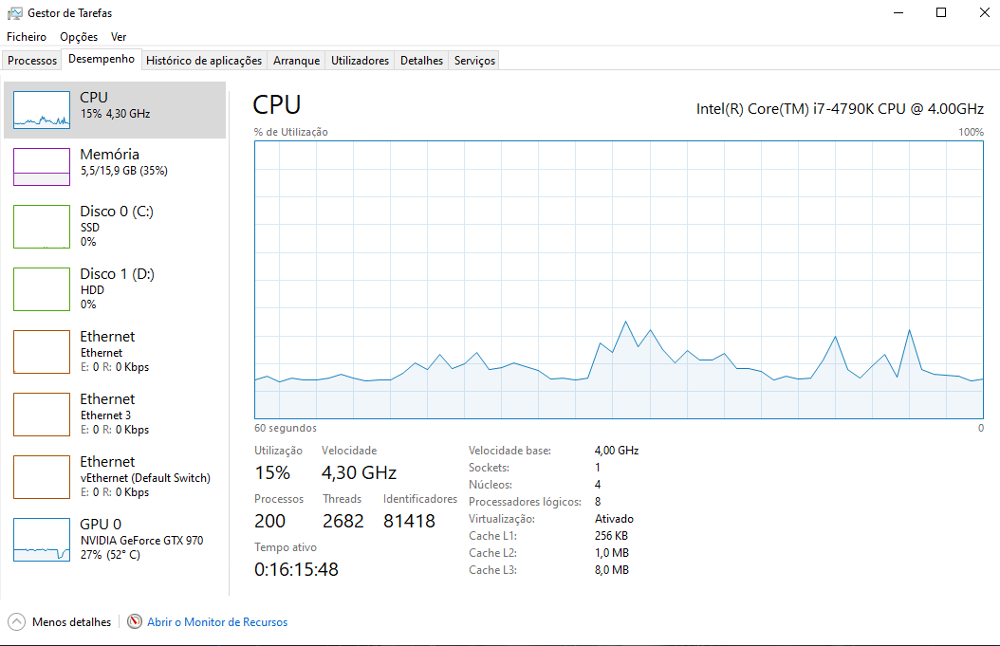 Gestor de Tarefas
Ficheiro Opções Ver
Processos Desempenho Histórico de aplicações Arranque Utilizadores Detalhes Serviços
CPU
15% 4,30 GHz
Memória
5,5/15,9 GB (35%)
Disco 0 (C:)
SSD
0%
Disco 1 (D:)
HDD
0%
Ethernet
Ethernet
E: 0 R: 0 Kbps
Ethernet
Ethernet 3
E: 0 R: 0 Kbps
Ethernet
vEthernet (Default Switch)
E: 0 R: 0 Kbps
GPU 0
NVIDIA GeForce GTX 970
27% (52° C)
CPU
Intel(R) Core(TM) i7-4790K CPU @ 4.00GHz
% de Utilização 100%
60 segundos 0
Utilização Velocidade
15% 4,30 GHz
Processos Threads Identificadores
200 2682 81418
Tempo ativo
0:16:15:48
Velocidade base: 4,00 GHz
Sockets: 1
Núcleos: 4
Processadores lógicos: 8
Virtualização: Ativado
Cache L1: 256 KB
Cache L2: 1,0 MB
Cache L3: 8,0 MB
Menos detalhes Abrir o Monitor de Recursos